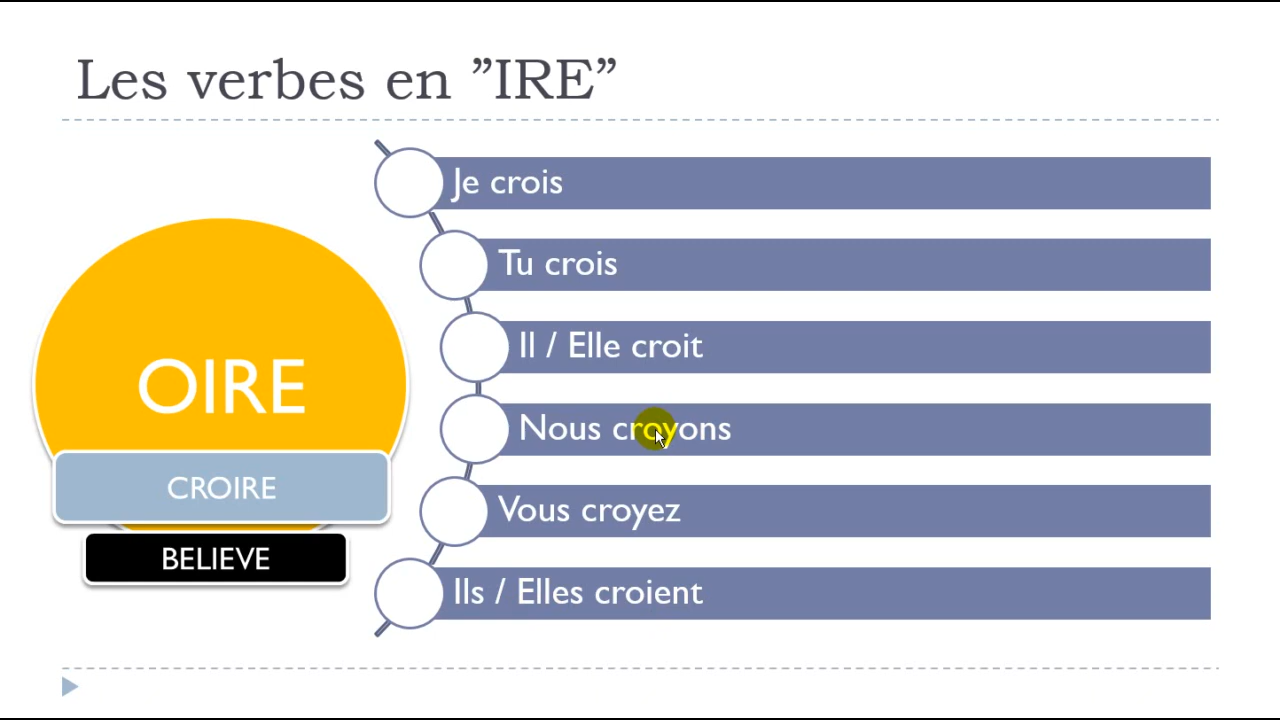 Les verbes en ”IRE”
OIRE
CROIRE
BELIEVE
Je crois
Tu crois
Il / Elle croit
Nous croyons
Vous croyez
Ils / Elles croient